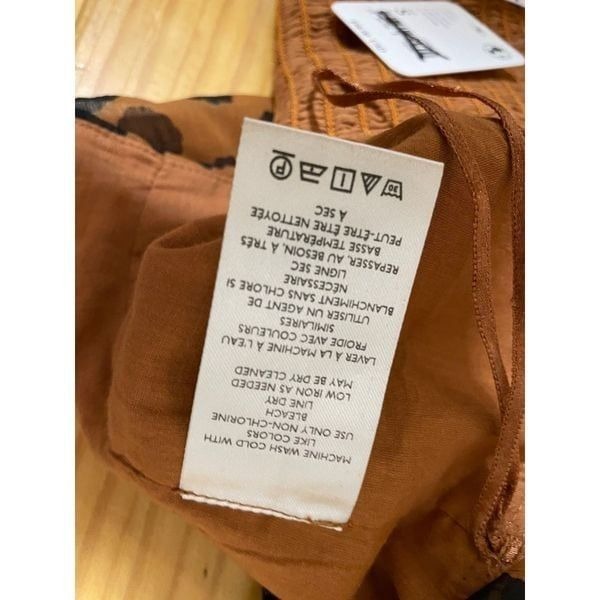 MACHINE WASH COLD WITH
LIKE COLORS
USE ONLY NON-CHLORINE
BLEACH
LINE DRY
LOW IRON AS NEEDED
MAY BE DRY CLEANED
LAVER À LA MACHINE À L'EAU
FROIDE AVEC COULEURS
SIMILAIRES
UTILISER UN AGENT DE
BLANCHIMENT SANS CHLORE SI
NÉCESSAIRE
LIGNE SEC
REPASSER, AU BESOIN, À TRÈS
BASSE TEMPÉRATURE
PEUT-ÊTRE ÊTRE NETTOYÉE
À SEC
30
P